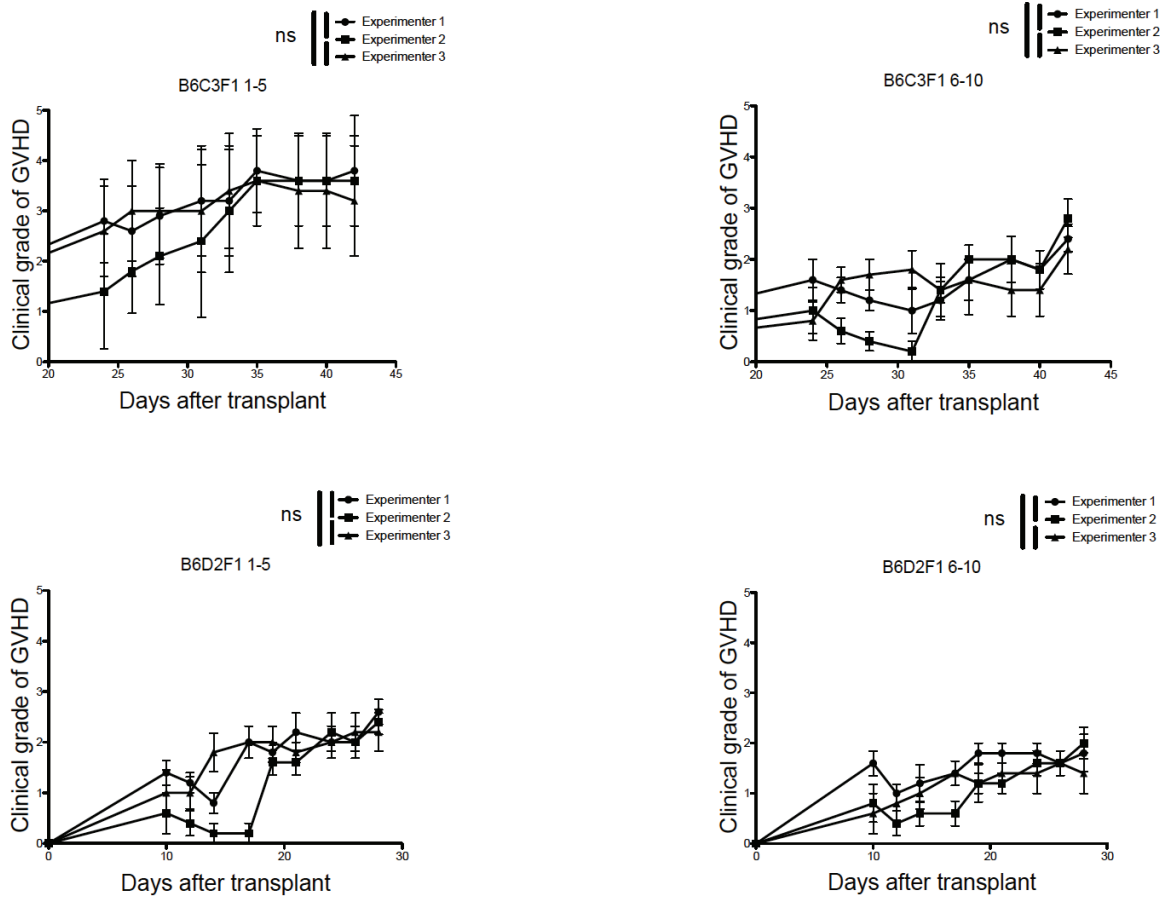 ns
Experimenter 1
Experimenter 2
Experimenter 3
B6C3F1 1-5
Clinical grade of GVHD
5
4
3
2
1
0
20 25 30 35 40 45
Days after transplant
ns
Experimenter 1
Experimenter 2
Experimenter 3
B6C3F1 6-10
Clinical grade of GVHD
5
4
3
2
1
0
20 25 30 35 40 45
Days after transplant
ns
Experimenter 1
Experimenter 2
Experimenter 3
B6D2F1 1-5
Clinical grade of GVHD
5
4
3
2
1
0
0 10 20 30
Days after transplant
ns
Experimenter 1
Experimenter 2
Experimenter 3
B6D2F1 6-10
Clinical grade of GVHD
5
4
3
2
1
0
0 10 20 30
Days after transplant